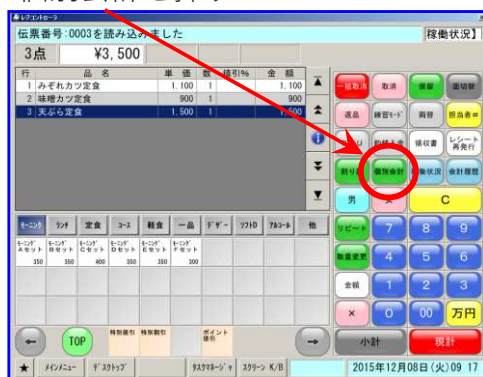 レジコントローラ
伝票番号:0003を読み込みました
稼働状況】
3点 ¥3,500
行 品名 単価 数 値引% 金額
1 みぞれカツ定食 1,100 1 1,100
2 味噌カツ定食 900 1 900
3 天ぷら定食 1,500 1 1,500
一括取消 取消 保留 面切替
返品 練習モード 両替 担当者=
領収書 レシート再発行
割り勘 個別会計 稼働状況 会計履歴
男 C
モーニング ランチ 定食 コース 軽食 一品 デザー ソフトD アルコール 他
モーニングAセット モーニングBセット モーニングCセット モーニングDセット モーニングEセット モーニングFセット
350 350 400 350 350 300
リピート 7 8 9
数量変更 4 5 6
金額 1 2 3
× 0 00 万円
← TOP 特別値引 特別割引 ポイント値引 →
小計 現計
★ メインメニュー デスクトップ タスクマネージャ スクリーン K/B
2015年12月08日(火)09 17